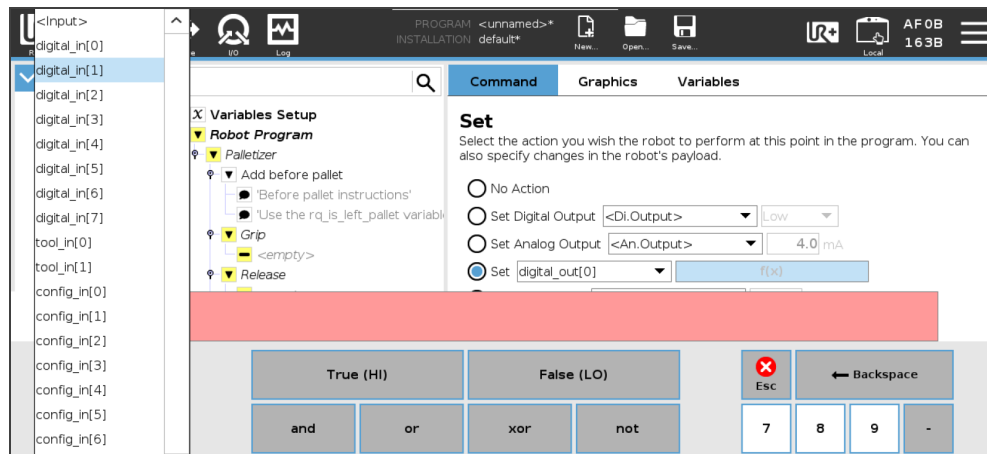 <Input>
digital_in[0]
digital_in[1]
digital_in[2]
digital_in[3]
digital_in[4]
digital_in[5]
digital_in[6]
digital_in[7]
tool_in[0]
tool_in[1]
config_in[0]
config_in[1]
config_in[2]
config_in[3]
config_in[4]
config_in[5]
config_in[6]
I/O
Log
PROGRAM <unnamed>*
INSTALLATION default*
New...
Open...
Save...
UR+
Local
AF0B
163B
Command Graphics Variables
X Variables Setup
Robot Program
Palletizer
Add before pallet
'Before pallet instructions'
'Use the rq_is_left_pallet variabl
Grip
<empty>
Release
Set
Select the action you wish the robot to perform at this point in the program. You can
also specify changes in the robot's payload.
No Action
Set Digital Output <Di.Output> Low
Set Analog Output <An.Output> 4.0 mA
Set digital_out[0] f(x)
True (HI) False (LO) Esc Backspace
and or xor not 7 8 9 -